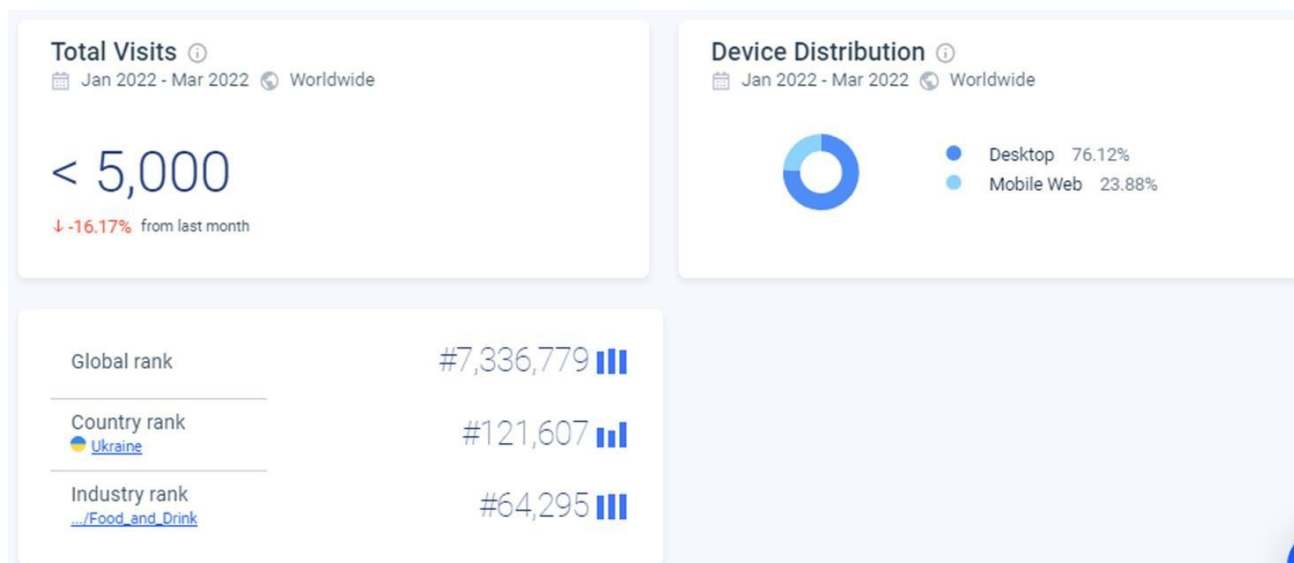 Total Visits
Jan 2022 - Mar 2022 Worldwide
< 5,000
↓ -16.17% from last month
Device Distribution
Jan 2022 - Mar 2022 Worldwide
Desktop 76.12%
Mobile Web 23.88%
Global rank #7,336,779
Country rank
Ukraine
#121,607
Industry rank
.../Food_and_Drink
#64,295